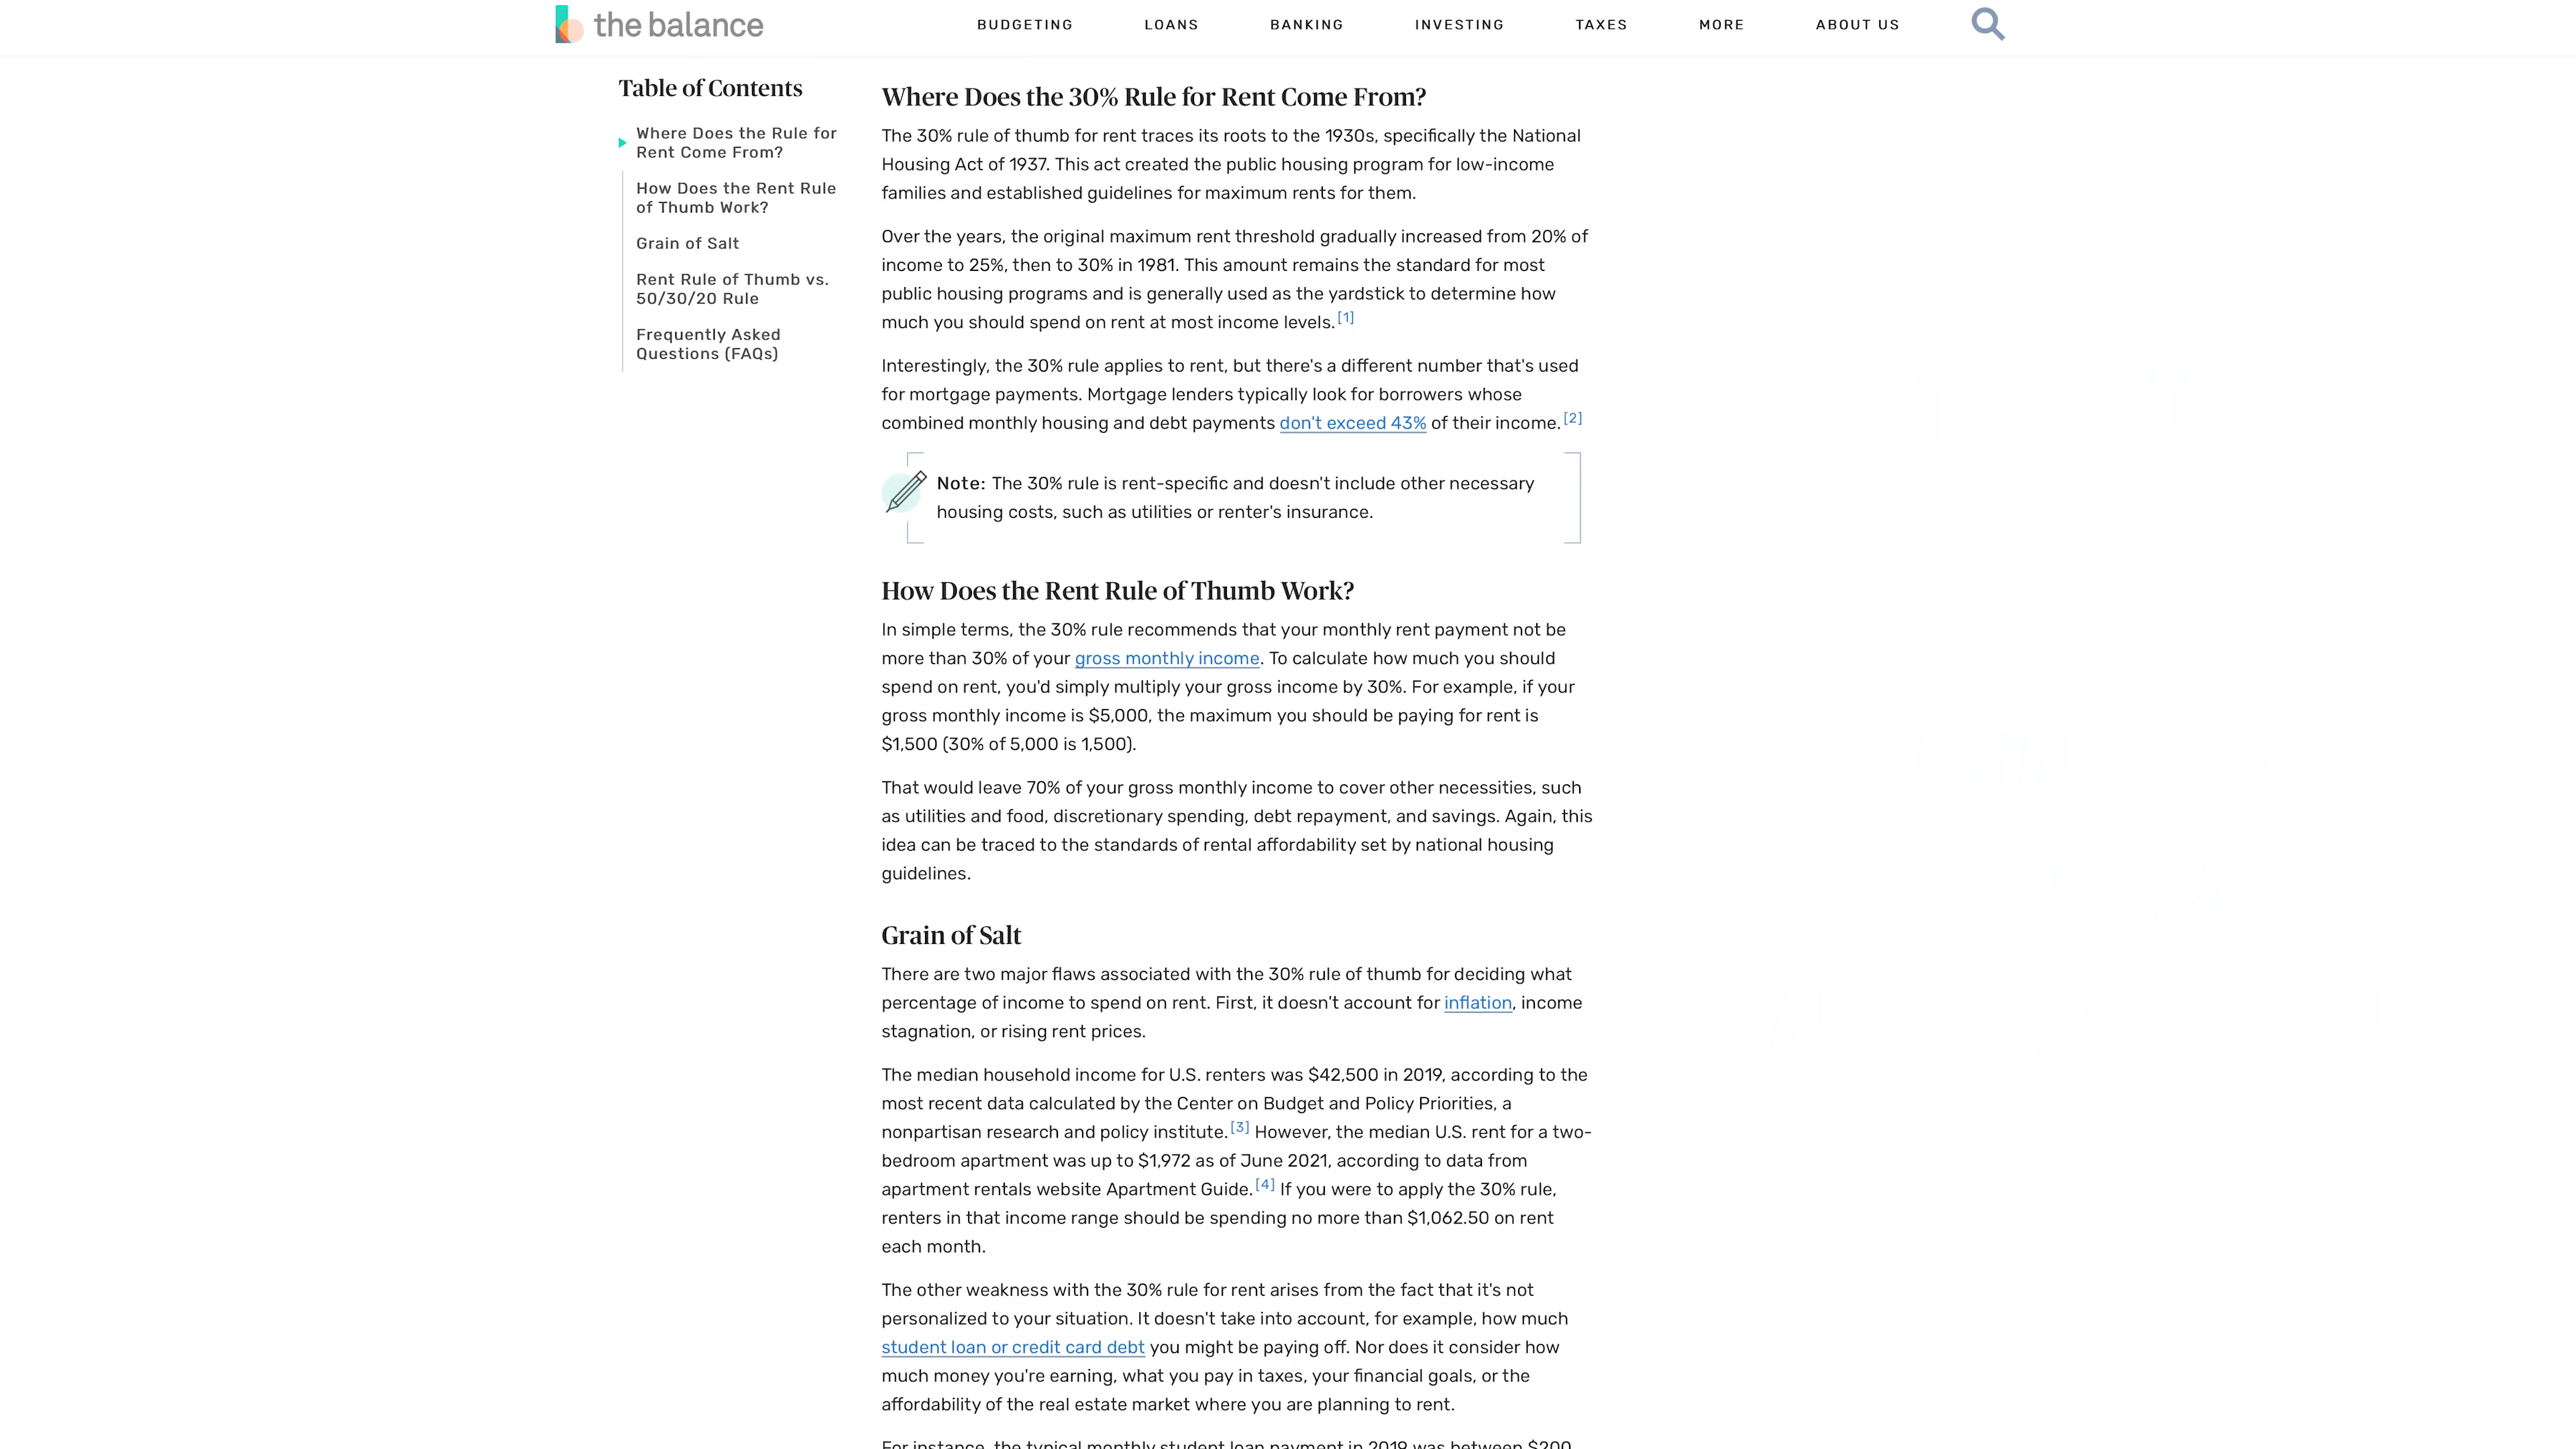 the balance
BUDGETING LOANS BANKING INVESTING TAXES MORE ABOUT US
Table of Contents
Where Does the Rule for
Rent Come From?
How Does the Rent Rule
of Thumb Work?
Grain of Salt
Rent Rule of Thumb vs.
50/30/20 Rule
Frequently Asked
Questions (FAQs)
Where Does the 30% Rule for Rent Come From?
The 30% rule of thumb for rent traces its roots to the 1930s, specifically the National
Housing Act of 1937. This act created the public housing program for low-income
families and established guidelines for maximum rents for them.
Over the years, the original maximum rent threshold gradually increased from 20% of
income to 25%, then to 30% in 1981. This amount remains the standard for most
public housing programs and is generally used as the yardstick to determine how
much you should spend on rent at most income levels. [1]
Interestingly, the 30% rule applies to rent, but there's a different number that's used
for mortgage payments. Mortgage lenders typically look for borrowers whose
combined monthly housing and debt payments don't exceed 43% of their income. [2]
Note: The 30% rule is rent-specific and doesn't include other necessary
housing costs, such as utilities or renter's insurance.
How Does the Rent Rule of Thumb Work?
In simple terms, the 30% rule recommends that your monthly rent payment not be
more than 30% of your gross monthly income. To calculate how much you should
spend on rent, you'd simply multiply your gross income by 30%. For example, if your
gross monthly income is $5,000, the maximum you should be paying for rent is
$1,500 (30% of 5,000 is 1,500).
That would leave 70% of your gross monthly income to cover other necessities, such
as utilities and food, discretionary spending, debt repayment, and savings. Again, this
idea can be traced to the standards of rental affordability set by national housing
guidelines.
Grain of Salt
There are two major flaws associated with the 30% rule of thumb for deciding what
percentage of income to spend on rent. First, it doesn't account for inflation, income
stagnation, or rising rent prices.
The median household income for U.S. renters was $42,500 in 2019, according to the
most recent data calculated by the Center on Budget and Policy Priorities, a
nonpartisan research and policy institute. [3] However, the median U.S. rent for a two-
bedroom apartment was up to $1,972 as of June 2021, according to data from
apartment rentals website Apartment Guide. [4] If you were to apply the 30% rule,
renters in that income range should be spending no more than $1,062.50 on rent
each month.
The other weakness with the 30% rule for rent arises from the fact that it's not
personalized to your situation. It doesn't take into account, for example, how much
student loan or credit card debt you might be paying off. Nor does it consider how
much money you're earning, what you pay in taxes, your financial goals, or the
affordability of the real estate market where you are planning to rent.
For instance, the typical monthly student loan payment in 2019 was between $200